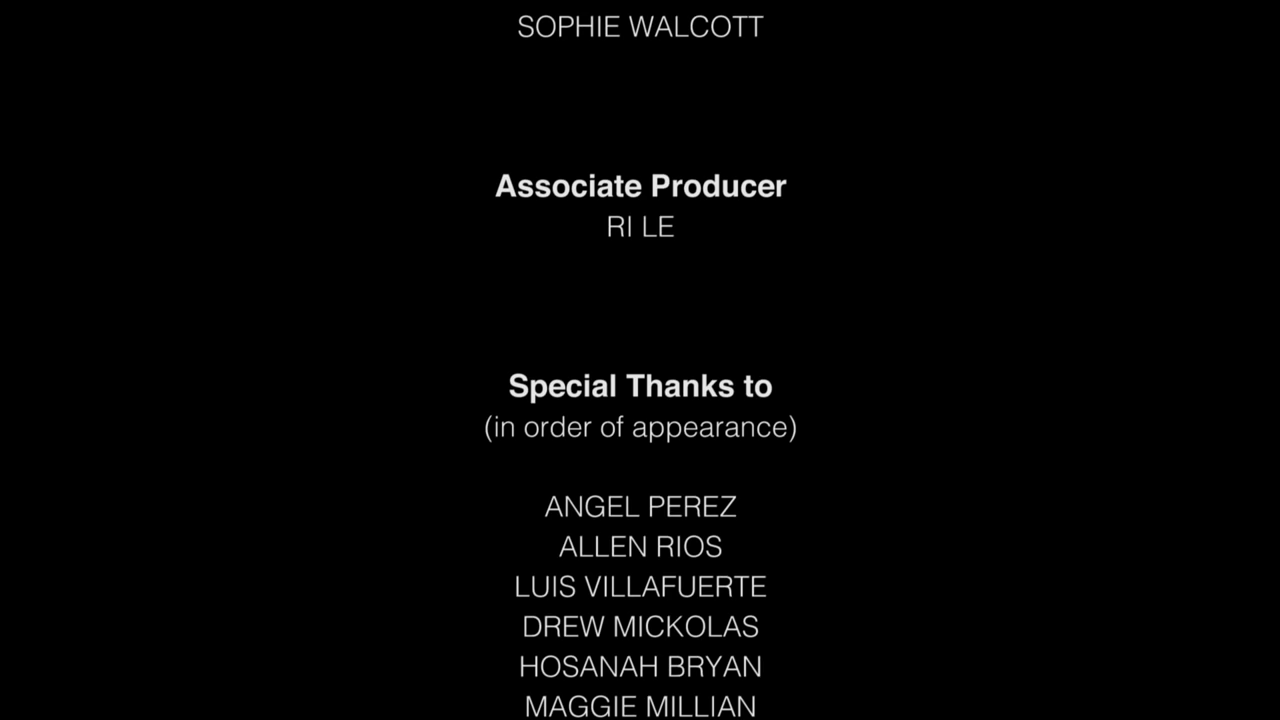 SOPHIE WALCOTT
Associate Producer
RI LE
Special Thanks to
(in order of appearance)
ANGEL PEREZ
ALLEN RIOS
LUIS VILLAFUERTE
DREW MICKOLAS
HOSANAH BRYAN
MAGGIE MILLIAN